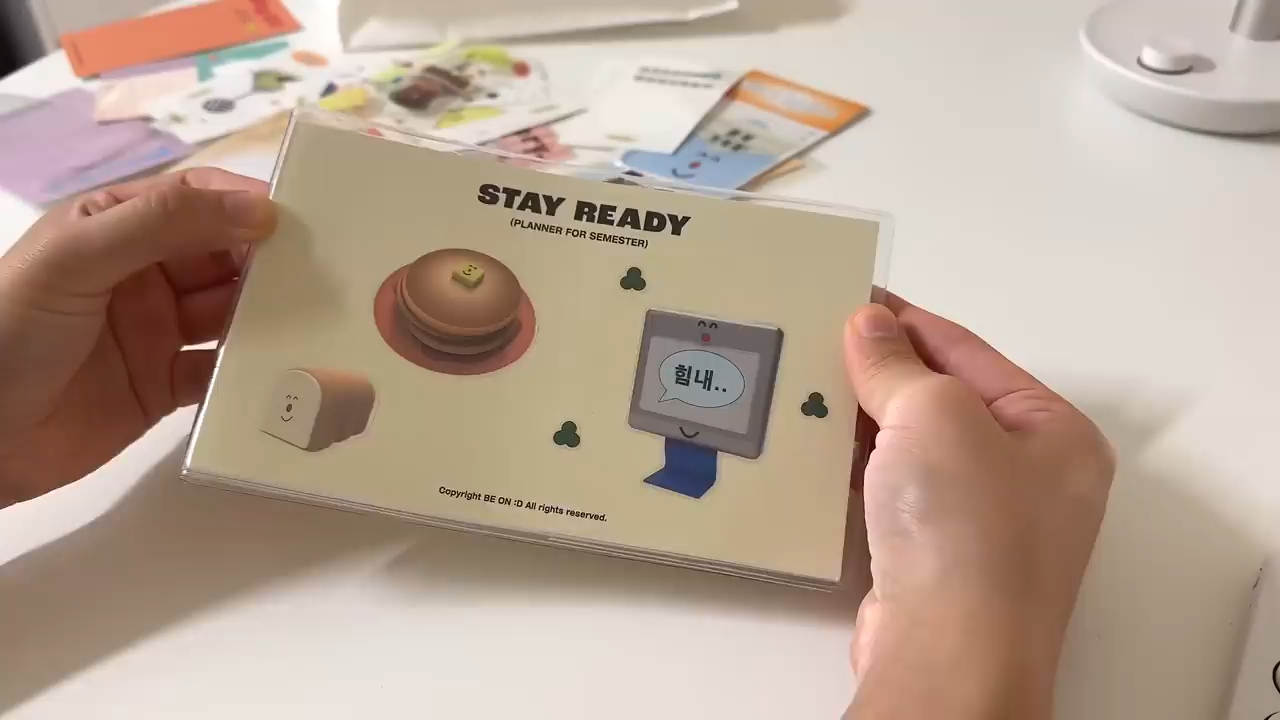 STAY READY
(PLANNER FOR SEMESTER)
힘내..
Copyright BE ON :D All rights reserved.